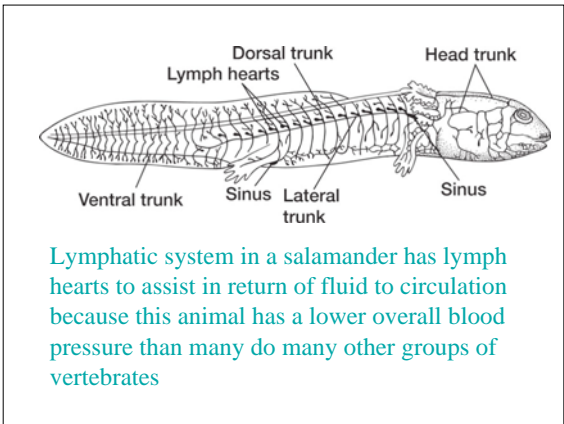 Dorsal trunk
Head trunk
Lymph hearts
Ventral trunk
Sinus
Lateral
trunk
Sinus
Lymphatic system in a salamander has lymph
hearts to assist in return of fluid to circulation
because this animal has a lower overall blood
pressure than many do many other groups of
vertebrates